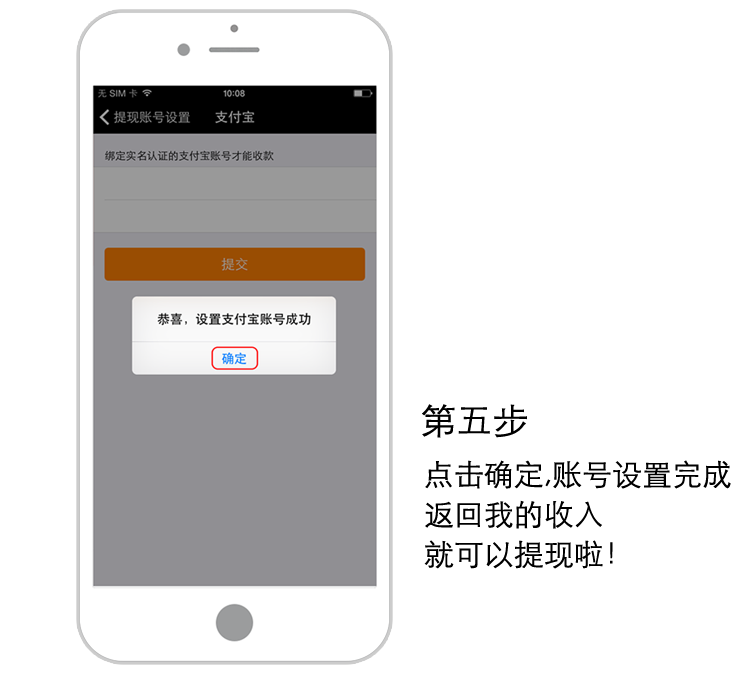 无 SIM 卡
10:08
提现账号设置
支付宝
绑定实名认证的支付宝账号才能收款
提交
恭喜，设置支付宝账号成功
确定
第五步
点击确定,账号设置完成
返回我的收入
就可以提现啦!